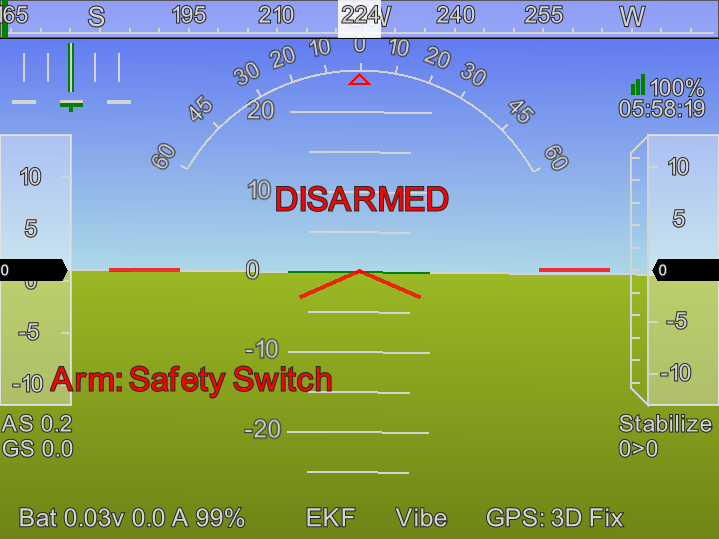 65 S 195 210 224 W 240 255 W
60 45 30 20 10 0 10 20 30 45 60
100%
05:58:19
20
10 10 10
DISARMED
5 5
0 0 0 0
-5 -5
-10 -10 -10
Arm: Safety Switch
AS 0.2 Stabilize
GS 0.0 -20 0>0
Bat 0.03v 0.0 A 99% EKF Vibe GPS: 3D Fix